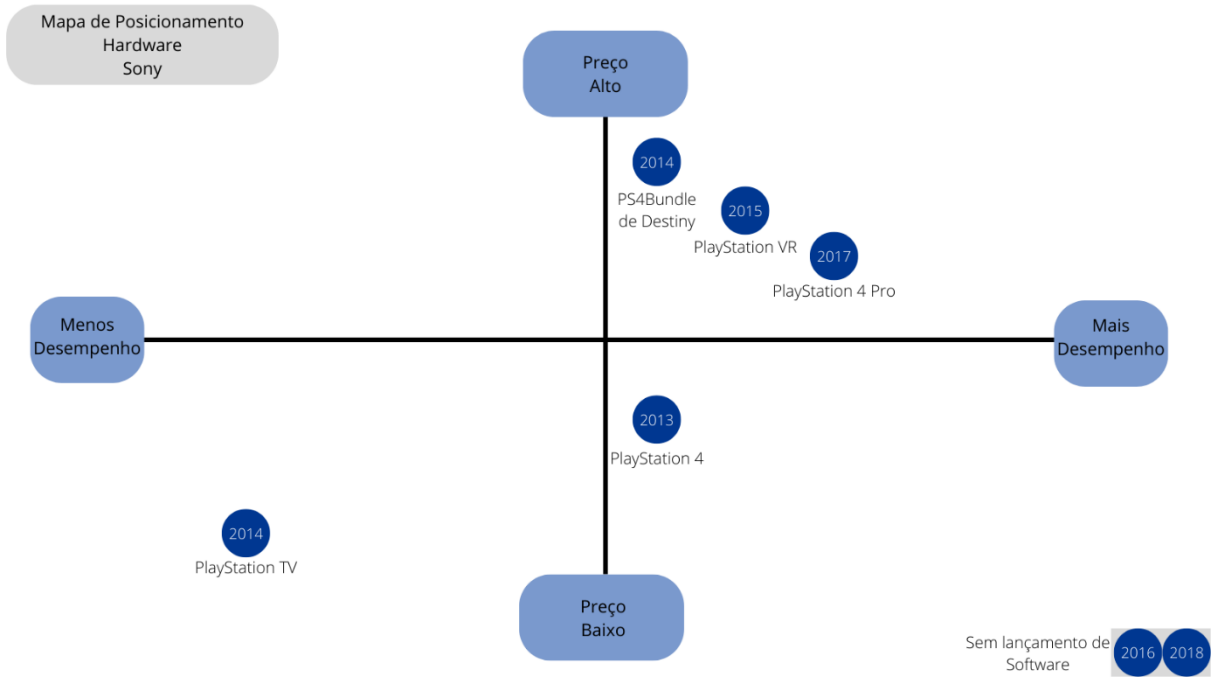 Mapa de Posicionamento
Hardware
Sony
Preço
Alto
2014
PS4Bundle
de Destiny
2015
PlayStation VR
2017
PlayStation 4 Pro
Menos
Desempenho
Mais
Desempenho
2013
PlayStation 4
2014
PlayStation TV
Preço
Baixo
Sem lançamento de
Software
2016 2018